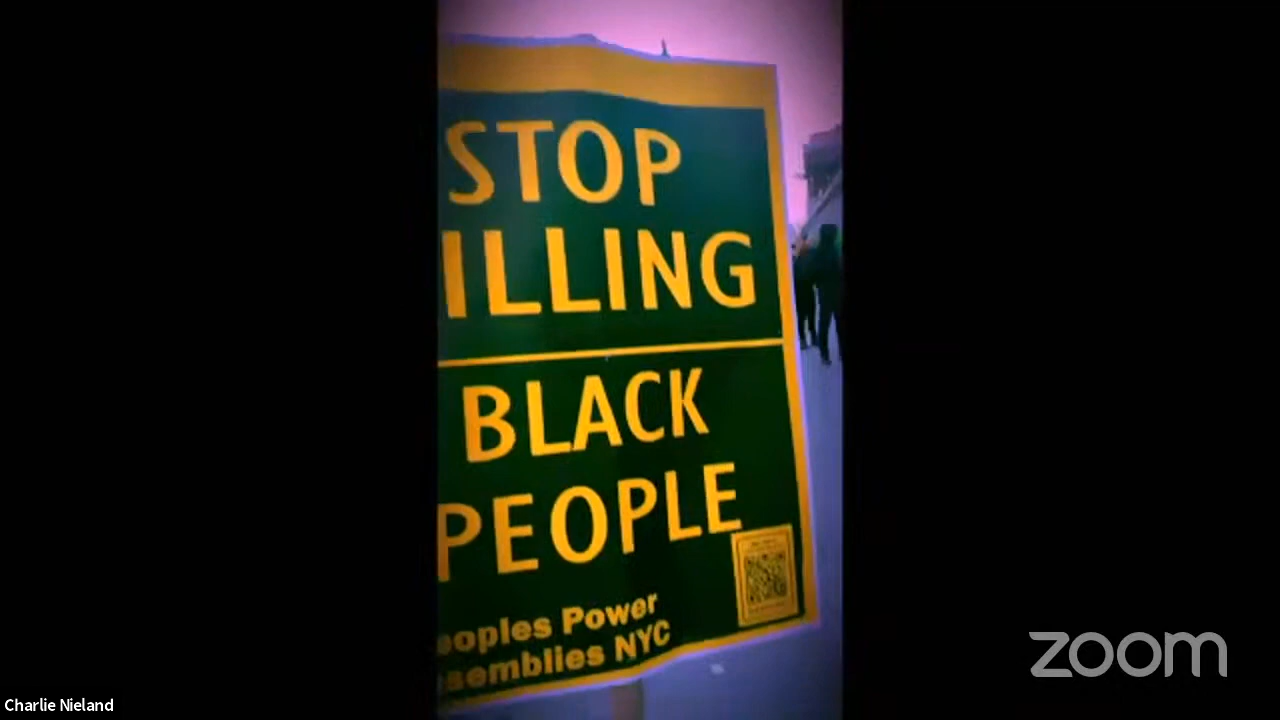 STOP
ILLING
BLACK
PEOPLE
eoples Power
semblies NYC
zoom
Charlie Nieland